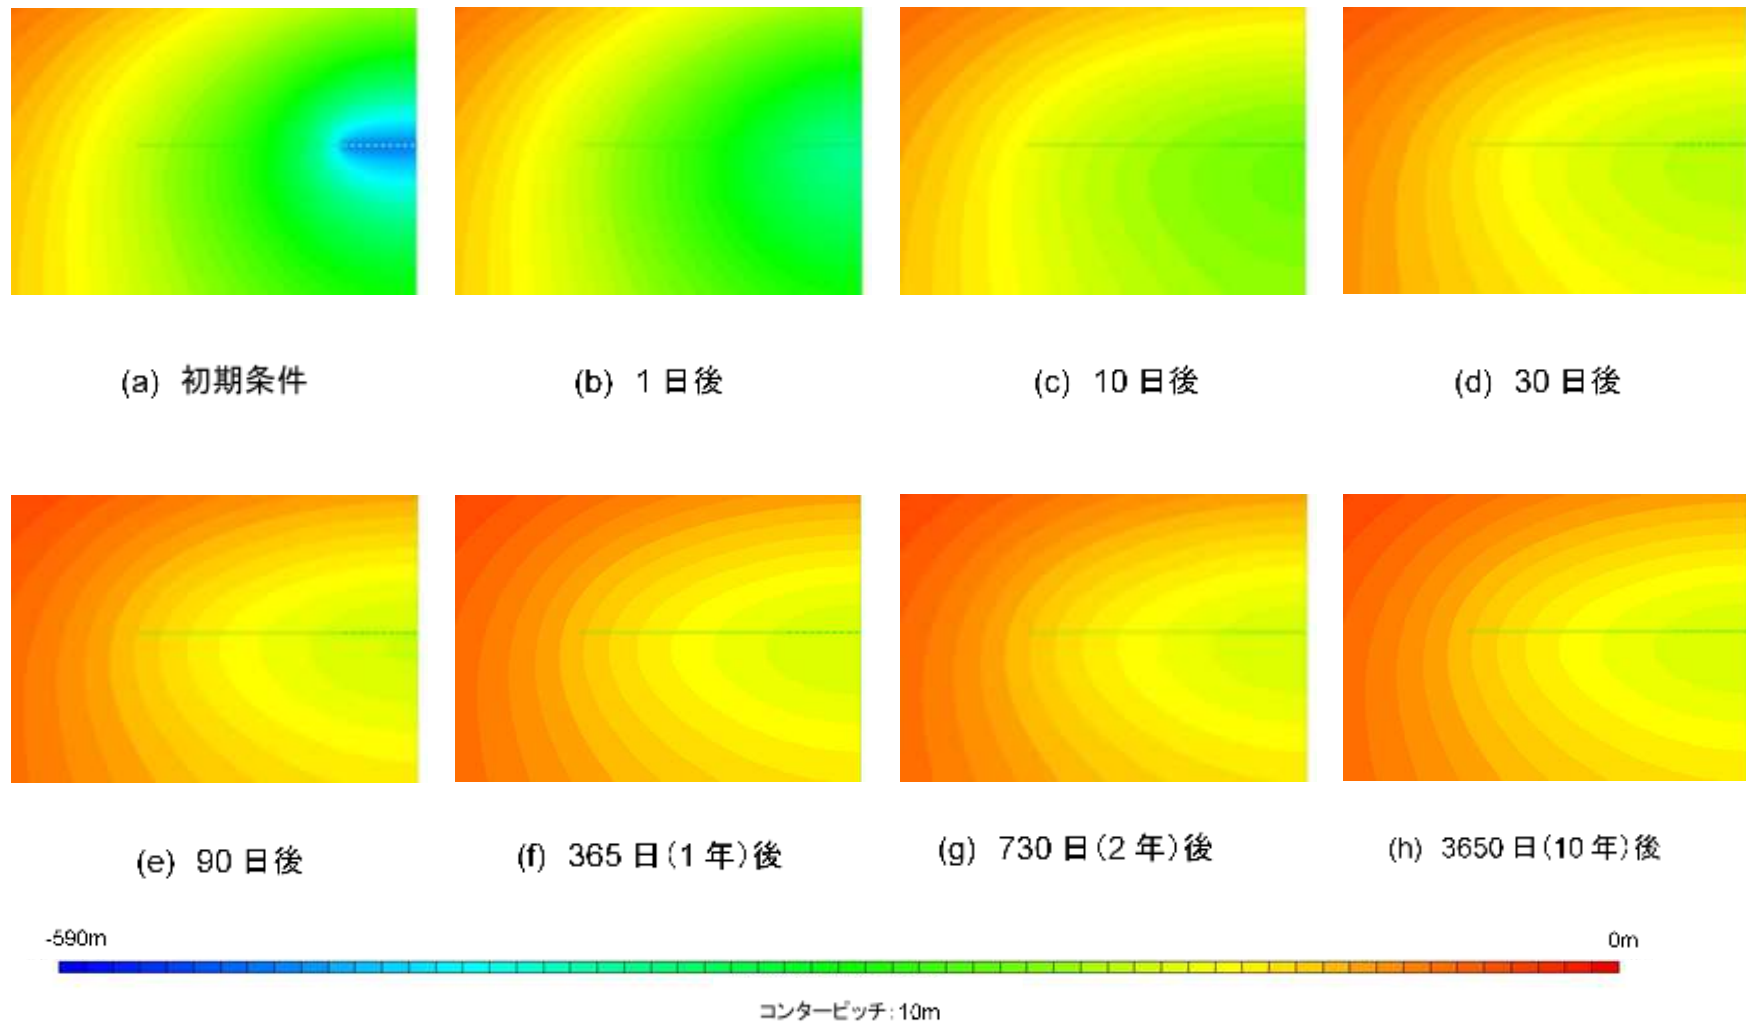 (a) 初期条件
(b) 1 日後
(c) 10 日後
(d) 30 日後
(e) 90 日後
(f) 365 日(1 年)後
(g) 730 日(2 年)後
(h) 3650 日(10 年)後
-590m
0m
コンターピッチ:10m